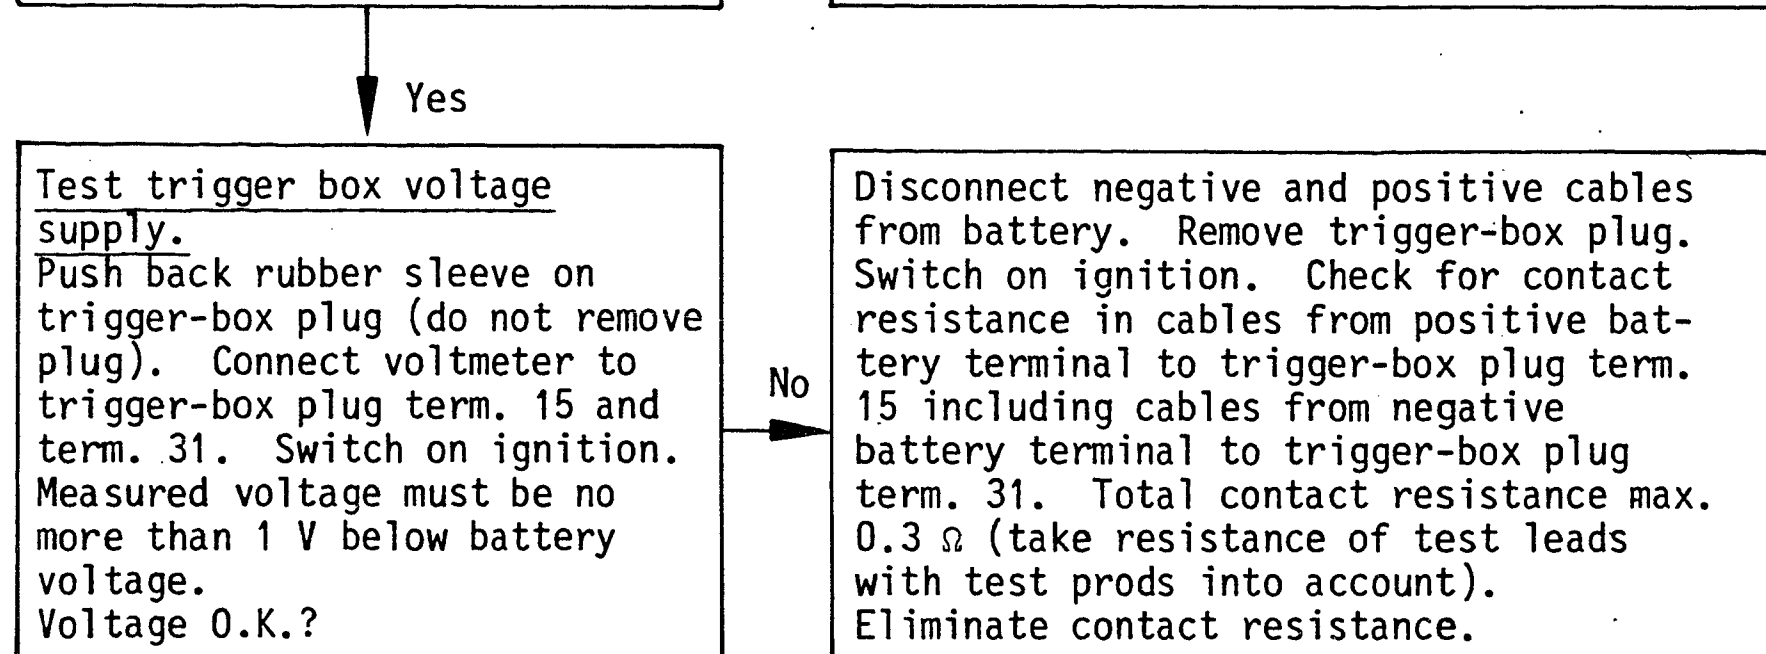 Yes
Test trigger box voltage
supply.
Push back rubber sleeve on
trigger-box plug (do not remove
plug). Connect voltmeter to
trigger-box plug term. 15 and
term. 31. Switch on ignition.
Measured voltage must be no
more than 1 V below battery
voltage.
Voltage O.K.?
No
Disconnect negative and positive cables
from battery. Remove trigger-box plug.
Switch on ignition. Check for contact
resistance in cables from positive bat-
tery terminal to trigger-box plug term.
15 including cables from negative
battery terminal to trigger-box plug
term. 31. Total contact resistance max.
0.3 Ω (take resistance of test leads
with test prods into account).
Eliminate contact resistance.